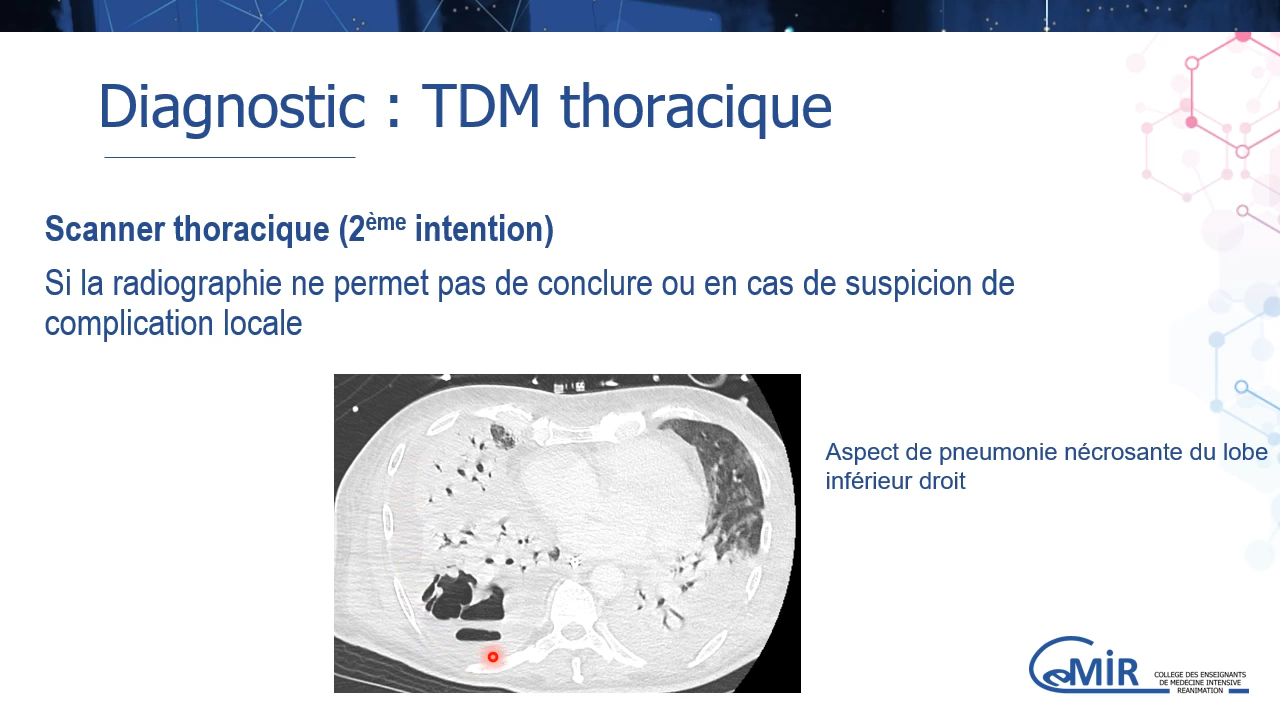 Diagnostic : TDM thoracique
Scanner thoracique (2ème intention)
Si la radiographie ne permet pas de conclure ou en cas de suspicion de
complication locale
Aspect de pneumonie nécrosante du lobe
inférieur droit
CeMIR
COLLEGE DES ENSEIGNANTS
DE MEDECINE INTENSIVE
REANIMATION